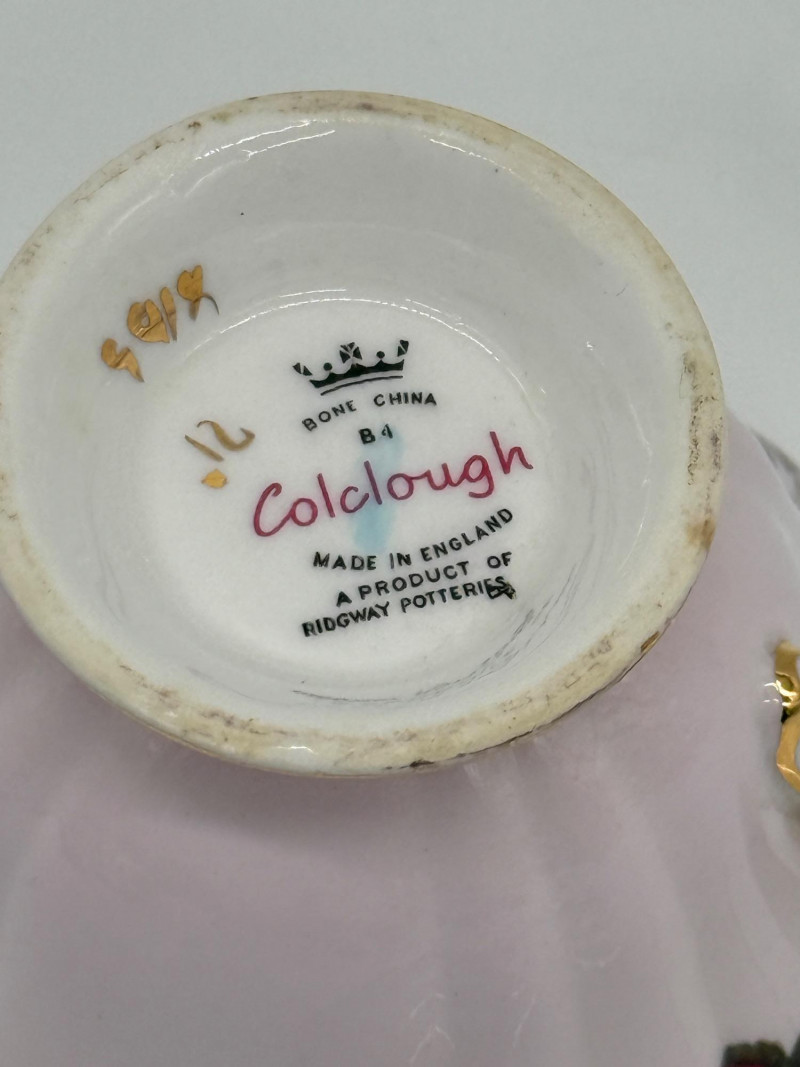 BONE CHINA
B4
Colclough
MADE IN ENGLAND
A PRODUCT OF
RIDGWAY POTTERIES